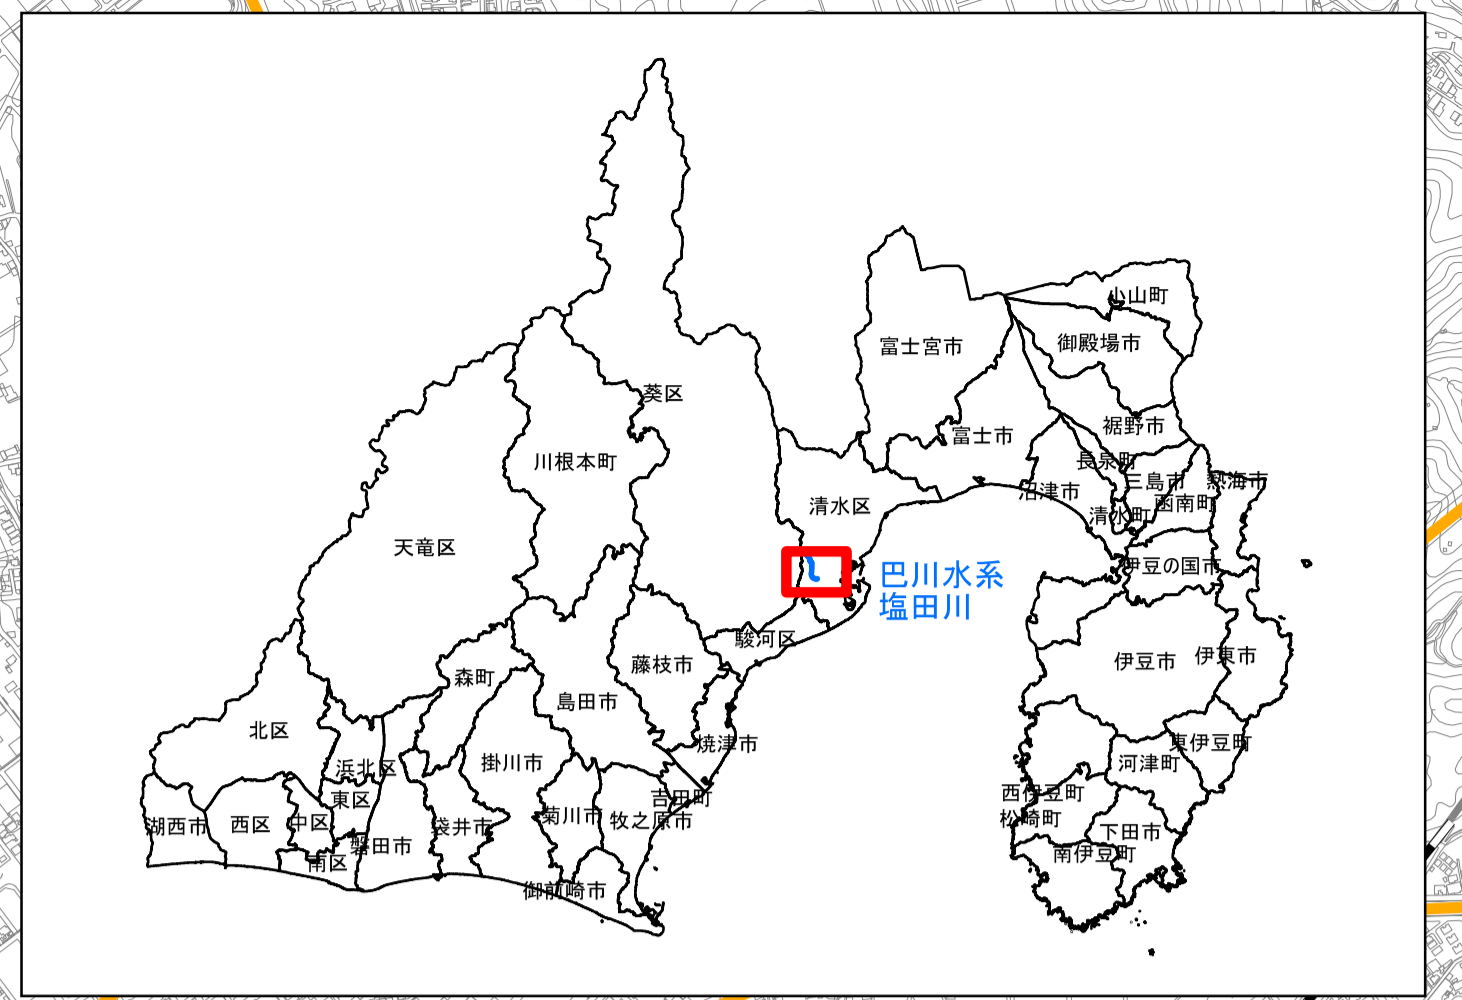 小山町
御殿場市
富士宮市
葵区
裾野市
富士市
長泉町
川根本町
三島市
熱海市
沼津市
函南町
清水区
清水町
天竜区
伊豆の国市
巴川水系
塩田川
駿河区
伊豆市
伊東市
藤枝市
森町
島田市
北区
焼津市
東伊豆町
掛川市
河津町
浜北区
西伊豆町
東区
吉田町
松崎町
湖西市
西区
中区
袋井市
菊川市
牧之原市
下田市
磐田市
南伊豆町
南区
御前崎市